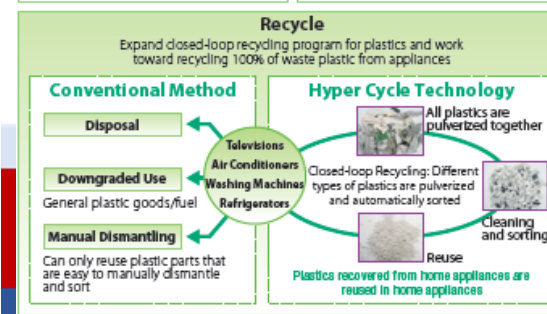 Recycle
Expand closed-loop recycling program for plastics and work
toward recycling 100% of waste plastic from appliances
Conventional Method
Disposal
Downgraded Use
General plastic goods/fuel
Manual Dismantling
Can only reuse plastic parts that
are easy to manually dismantle
and sort
Televisions
Air Conditioners
Washing Machines
Refrigerators
Hyper Cycle Technology
All plastics are
pulverized together
Closed-loop Recycling: Different
types of plastics are pulverized
and automatically sorted
Cleaning
and sorting
Reuse
Plastics recovered from home appliances are
reused in home appliances